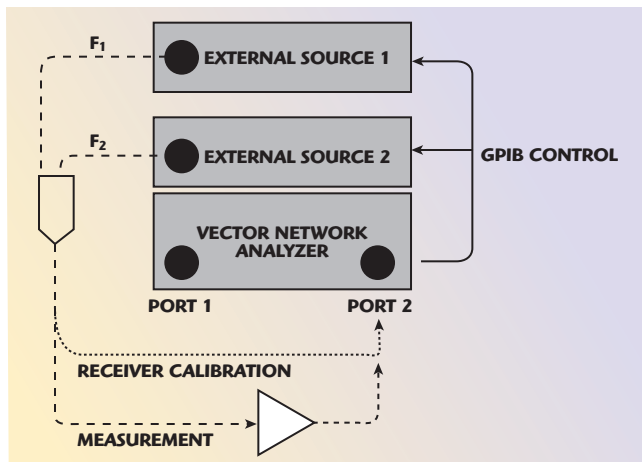 F1
EXTERNAL SOURCE 1
F2
EXTERNAL SOURCE 2
GPIB CONTROL
VECTOR NETWORK
ANALYZER
PORT 1
PORT 2
RECEIVER CALIBRATION
MEASUREMENT